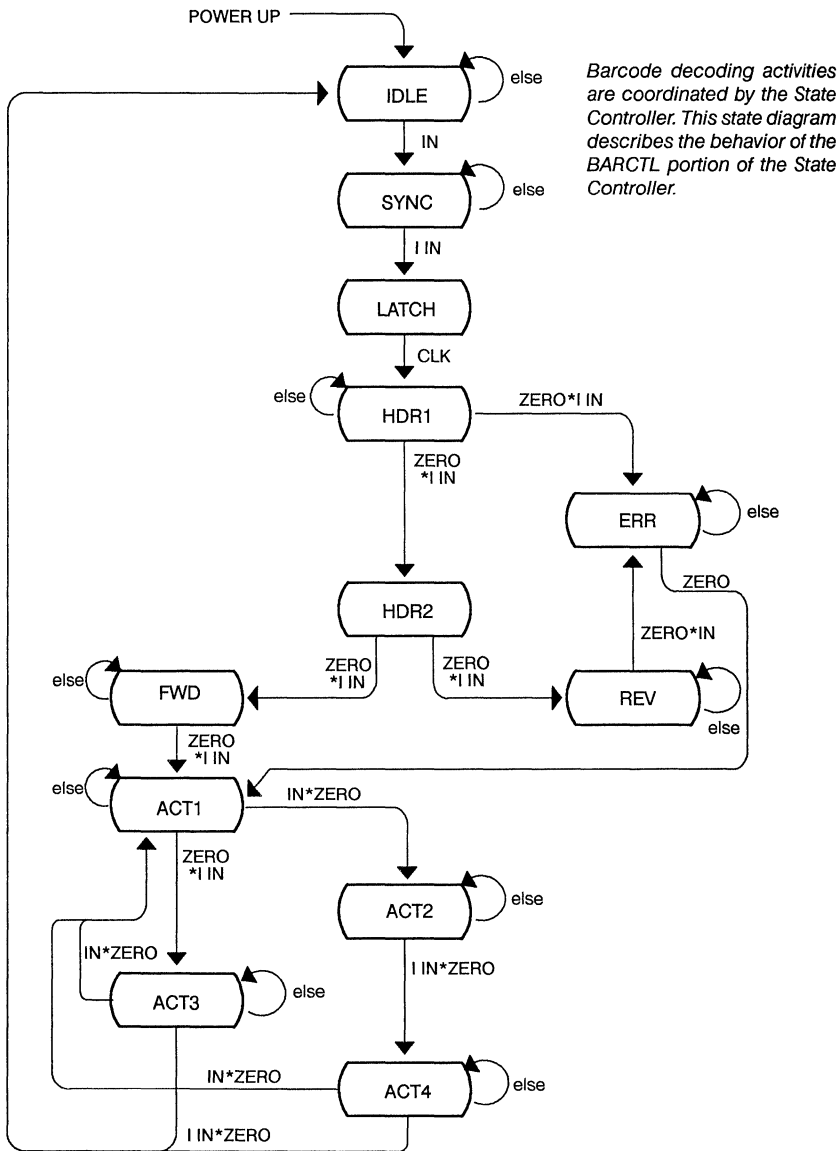 POWER UP
IDLE
else
IN
SYNC
else
I IN
LATCH
CLK
else
HDR1
ZERO*I IN
ZERO
*I IN
ERR
else
ZERO
HDR2
ZERO*IN
ZERO
*I IN
ZERO
*I IN
else
FWD
REV
else
ZERO
*I IN
else
ACT1
IN*ZERO
ZERO
*I IN
ACT2
else
IN*ZERO
I IN*ZERO
ACT3
else
IN*ZERO
ACT4
else
I IN*ZERO
Barcode decoding activities
are coordinated by the State
Controller. This state diagram
describes the behavior of the
BARCTL portion of the State
Controller.